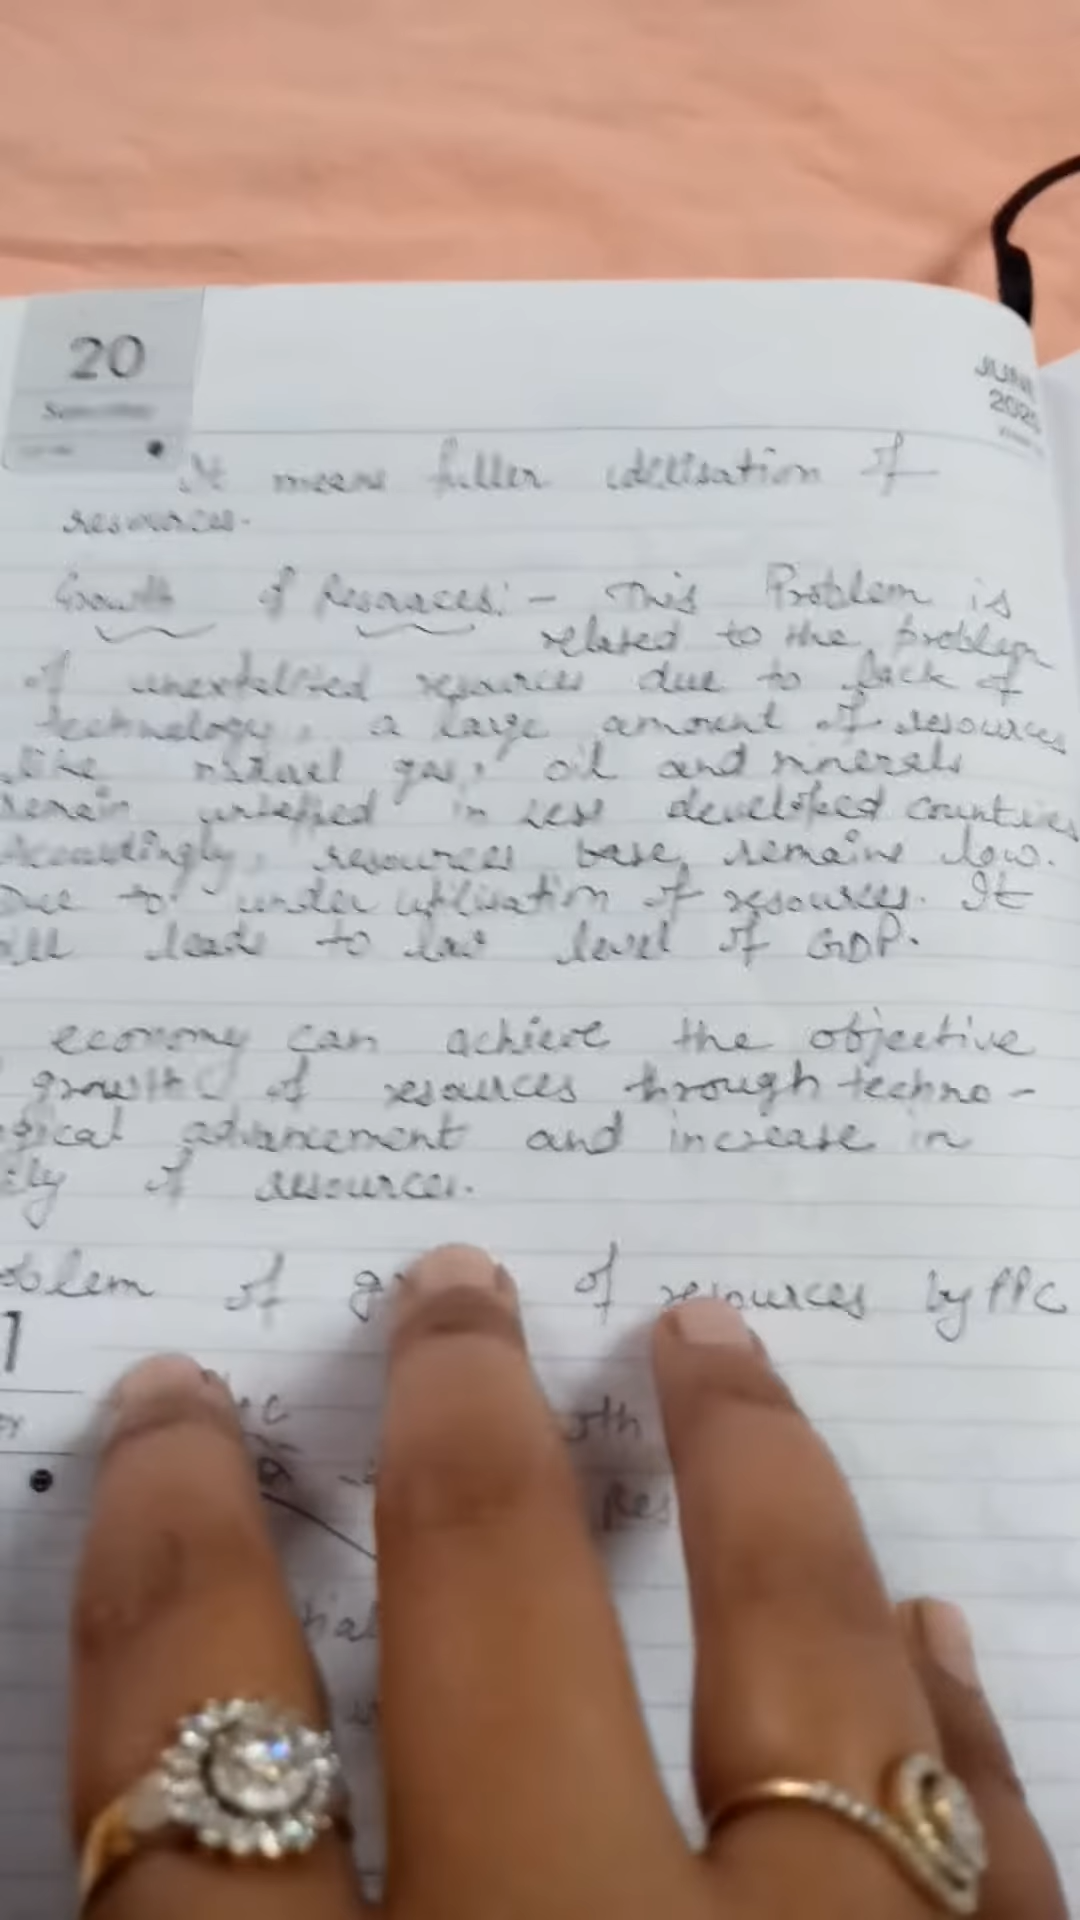 20
JUNE
It means fuller utilisation of
resources.
Growth of Resources:- This Problem is
related to the problem
of unexploited resources due to lack of
technology, a large amount of resources
like natural gas, oil and minerals
remain untapped in less developed countries
Accordingly, resources base remains low.
Due to under utilisation of resources. It
will leads to low level of GDP.
economy can achieve the objective
growth of resources through techno-
ogical advancement and increase in
of resources.
oblem of of resources by PPC
1